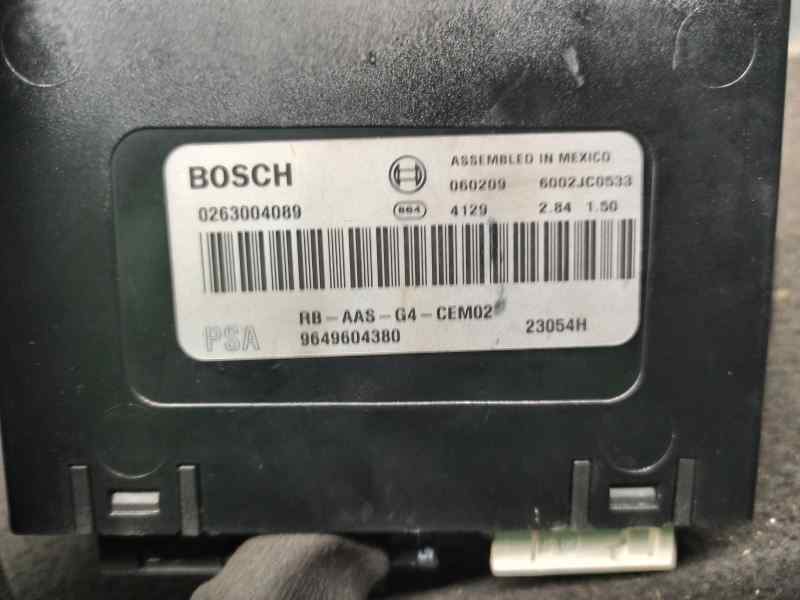 BOSCH ASSEMBLED IN MEXICO
060209 6002JC0533
0263004089 864 4129 2.84 1.50
RB-AAS-G4-CEM02
PSA 9649604380 23054H